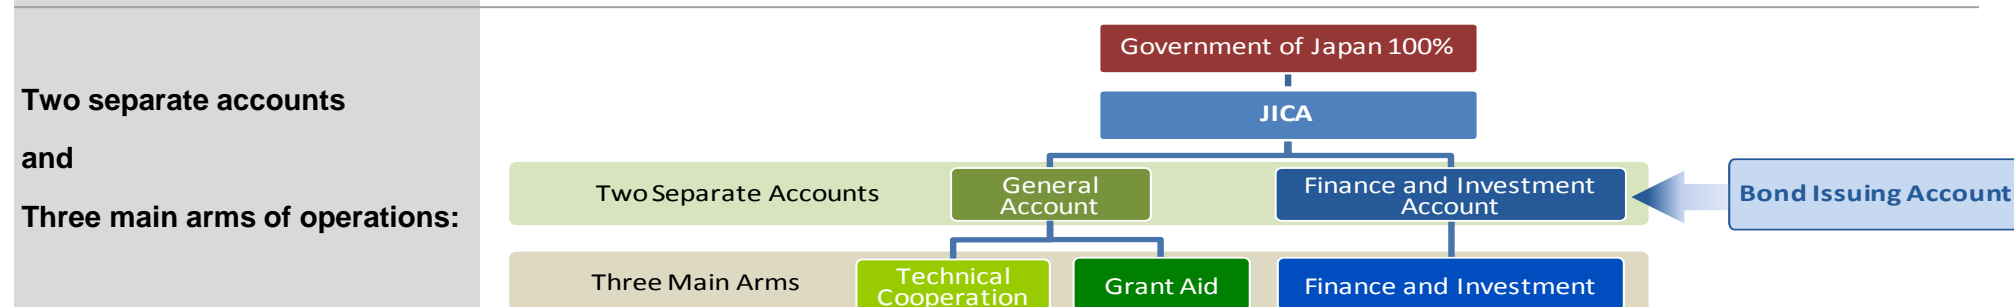 Two separate accounts
and
Three main arms of operations:
Government of Japan 100%
JICA
Two Separate Accounts
General
Account
Finance and Investment
Account
Bond Issuing Account
Three Main Arms
Technical
Cooperation
Grant Aid
Finance and Investment